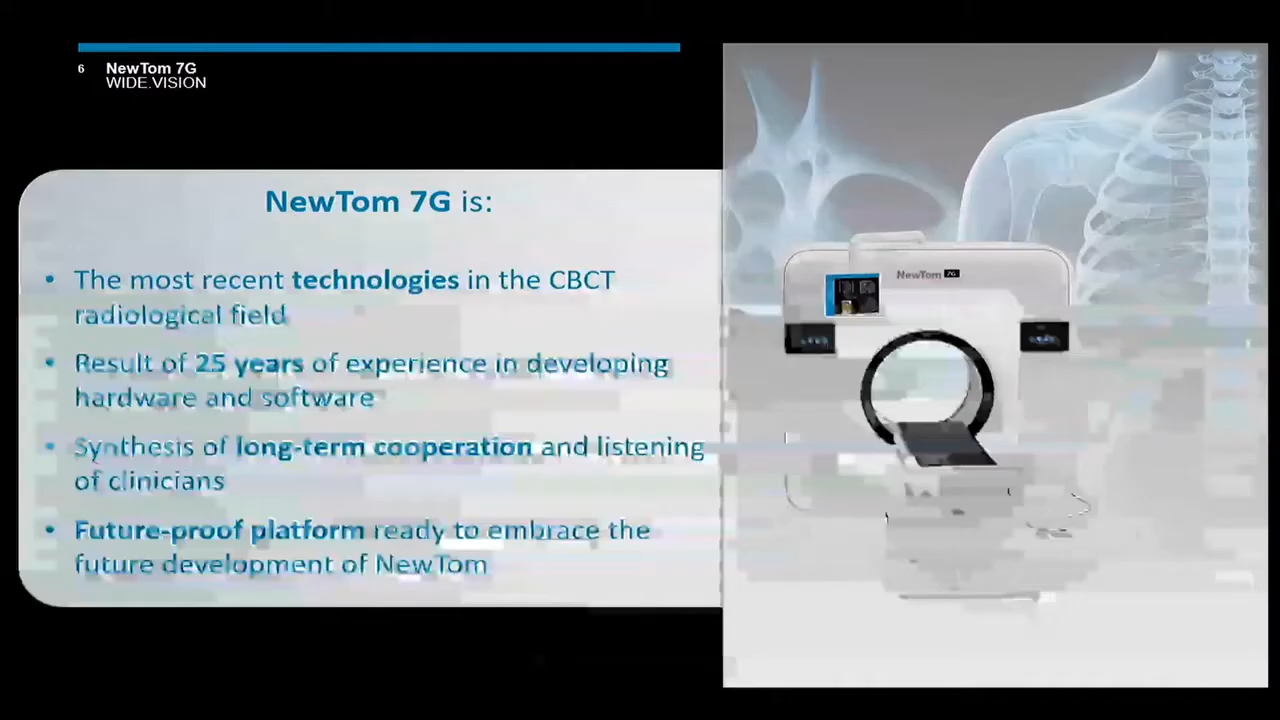 6
NewTom 7G
WIDE.VISION
NewTom 7G is:
• The most recent technologies in the CBCT
radiological field
• Result of 25 years of experience in developing
hardware and software
• Synthesis of long-term cooperation and listening
of clinicians
• Future-proof platform ready to embrace the
future development of NewTom
NewTom 7G